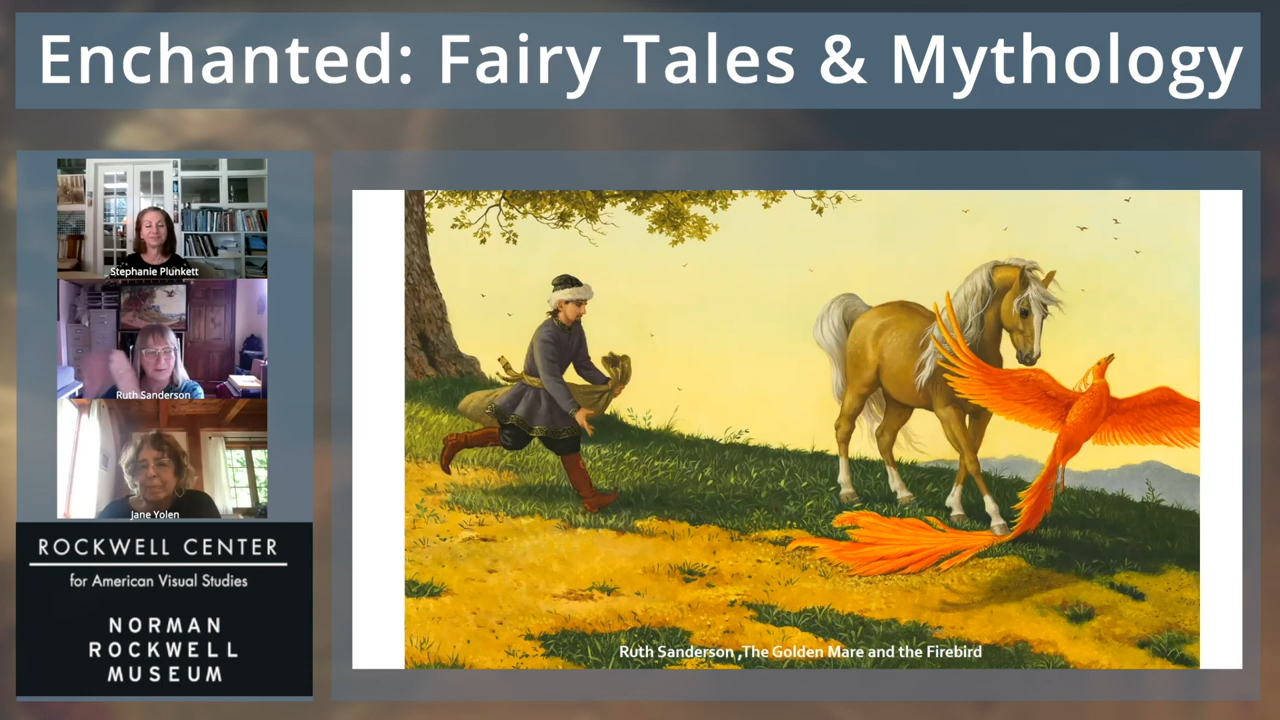 Enchanted: Fairy Tales & Mythology
Stephanie Plunkett
Ruth Sanderson
Jane Yolen
ROCKWELL CENTER
for American Visual Studies
NORMAN
ROCKWELL
MUSEUM
Ruth Sanderson ,The Golden Mare and the Firebird